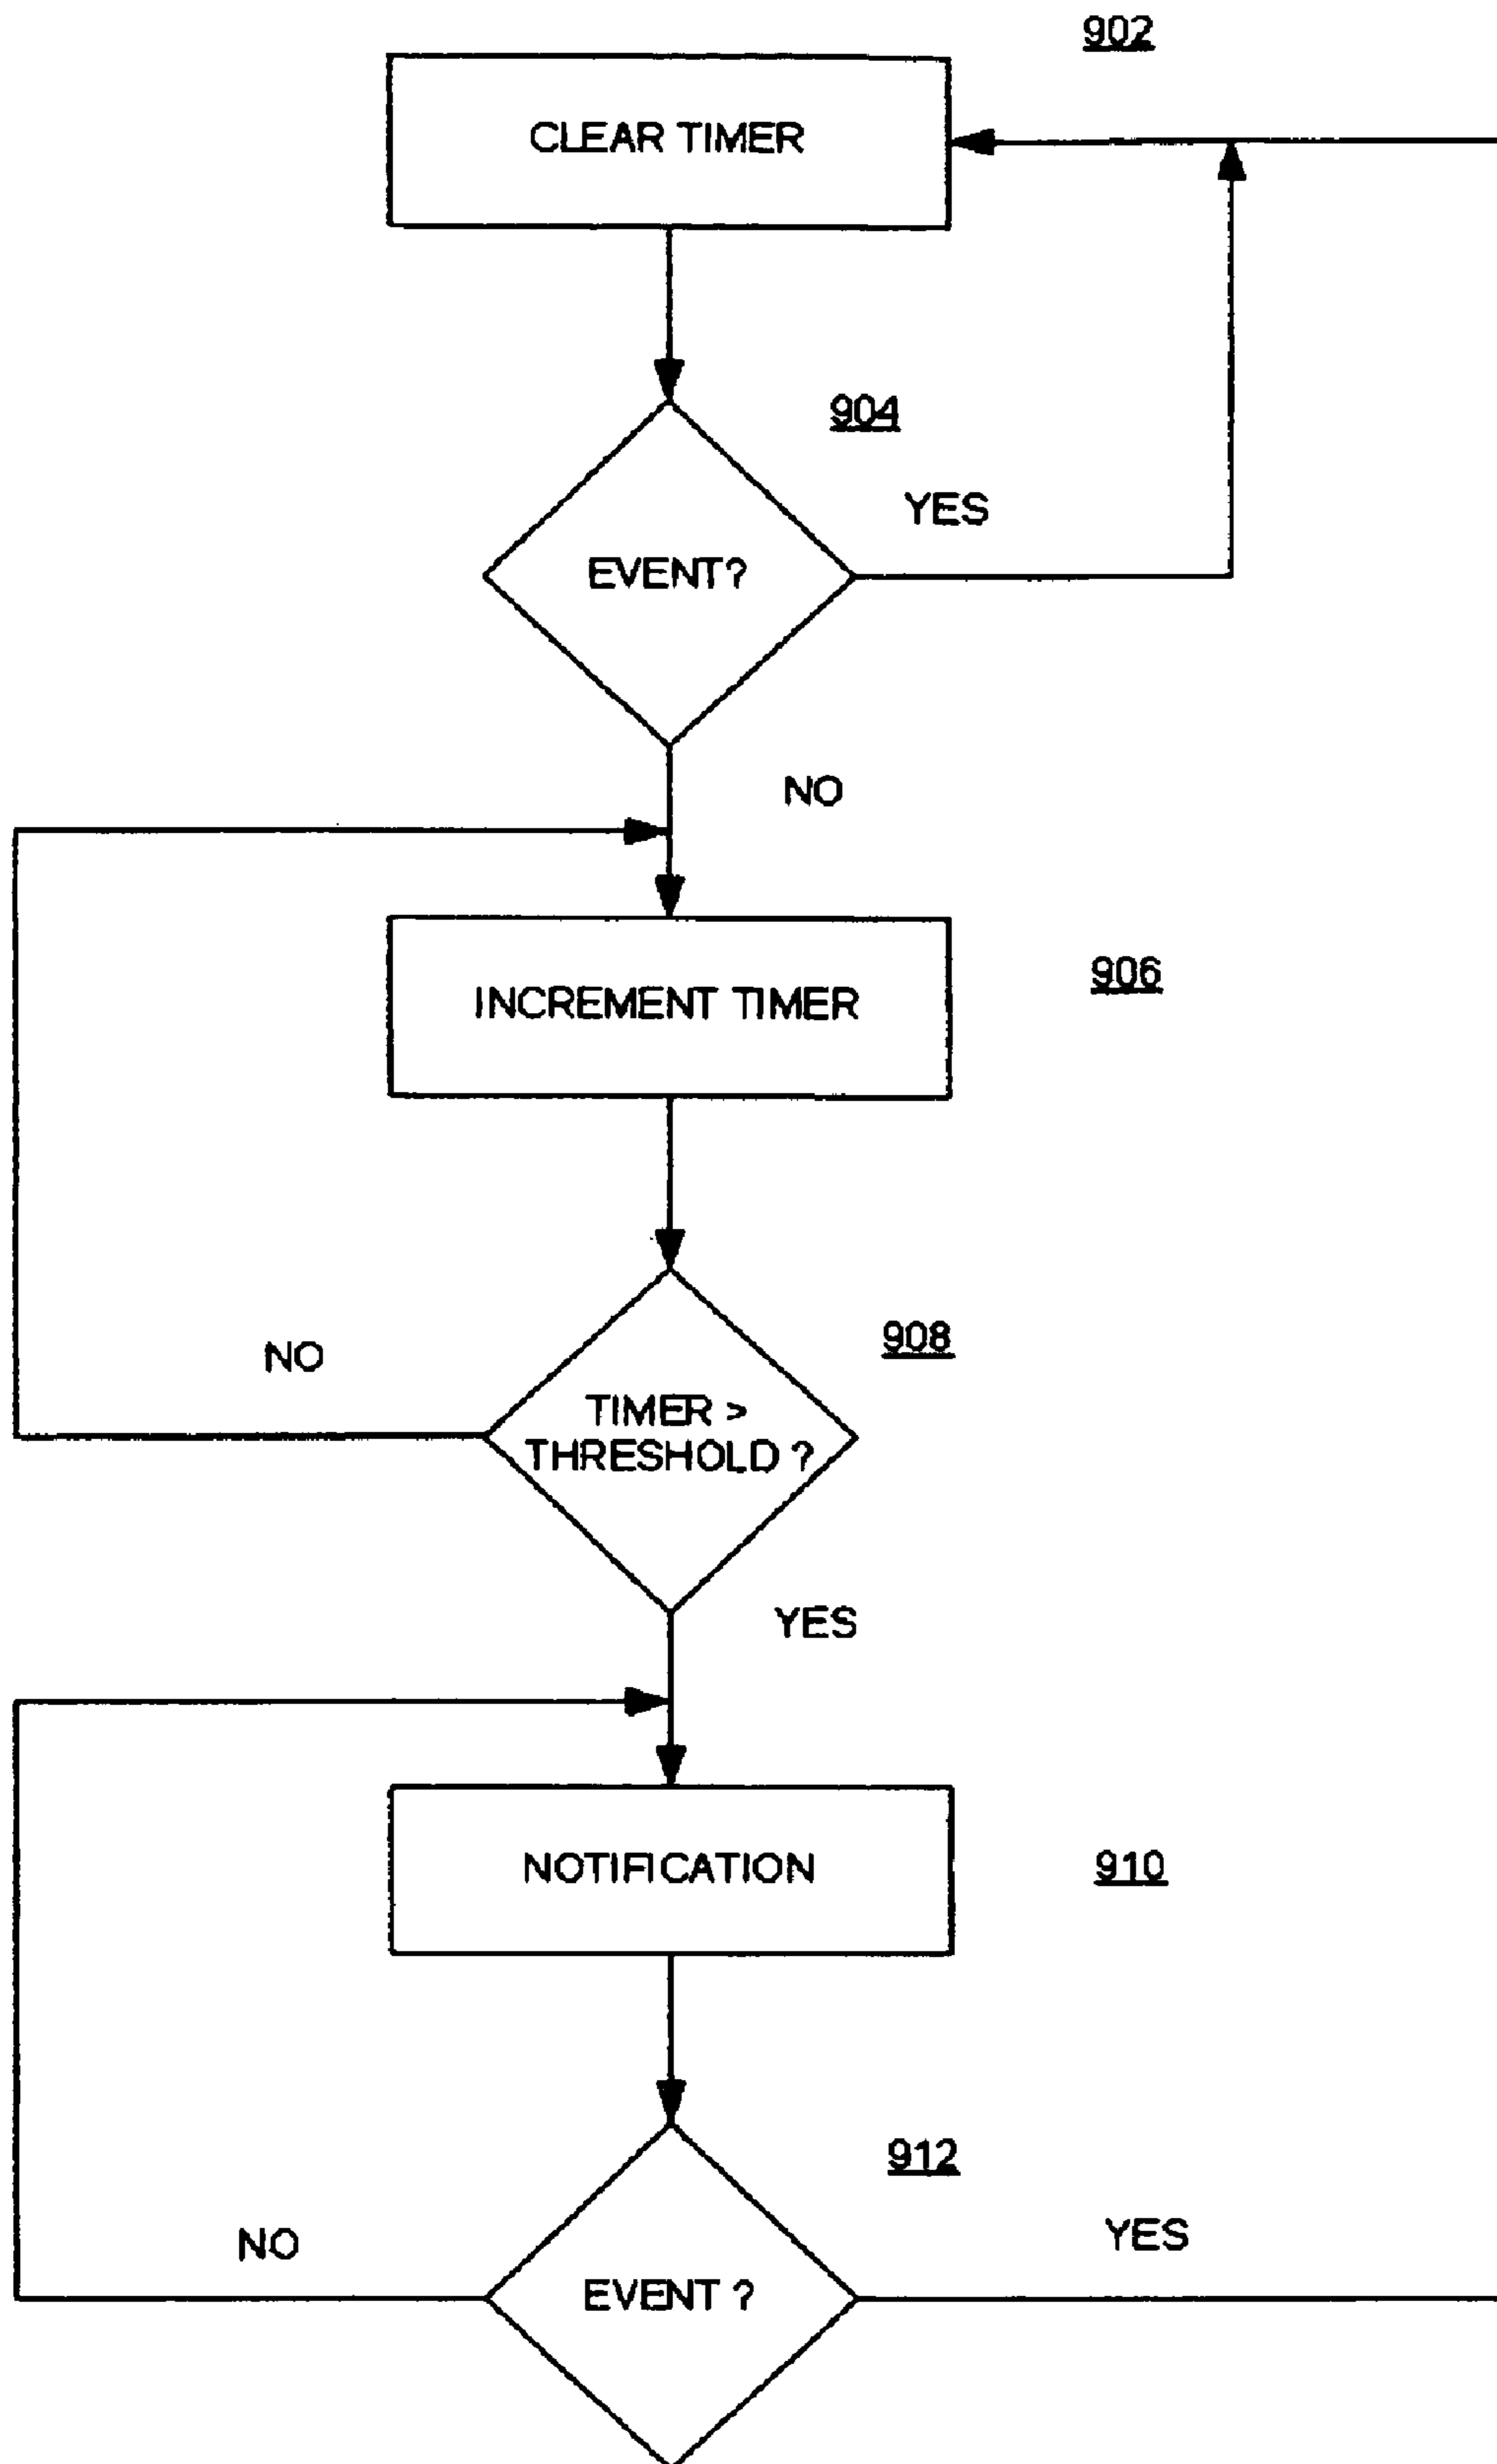 902
CLEAR TIMER
904
YES
EVENT?
NO
906
INCREMENT TIMER
908
NO
TIMER >
THRESHOLD ?
YES
910
NOTIFICATION
912
NO
YES
EVENT ?